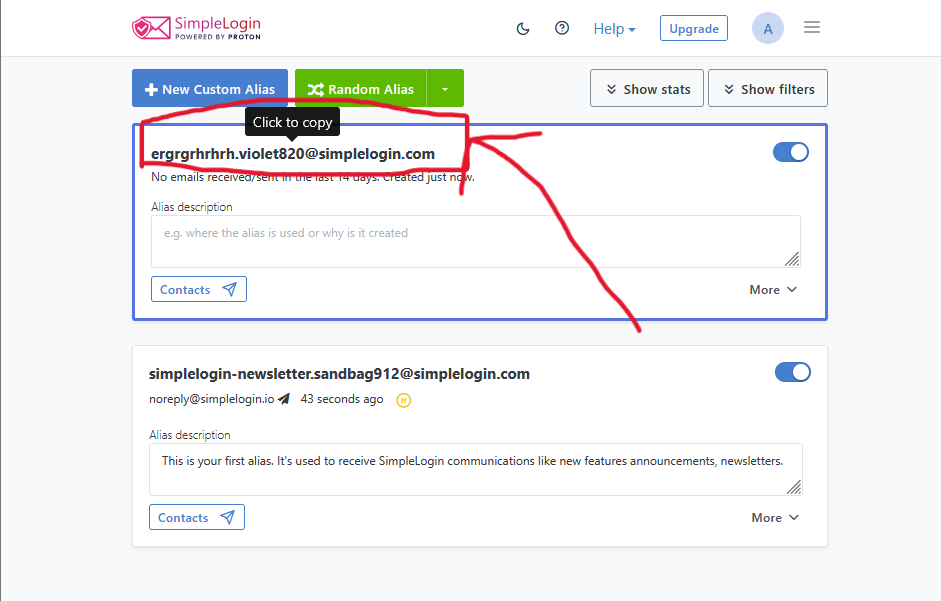 SimpleLogin
POWERED BY PROTON
Help
Upgrade
A
New Custom Alias
Random Alias
Show stats
Show filters
Click to copy
ergrgrhrhrh.violet820@simplelogin.com
No emails received/sent in the last 14 days. Created just now.
Alias description
e.g. where the alias is used or why is it created
Contacts
More
simplelogin-newsletter.sandbag912@simplelogin.com
noreply@simplelogin.io 43 seconds ago
Alias description
This is your first alias. It's used to receive SimpleLogin communications like new features announcements, newsletters.
Contacts
More